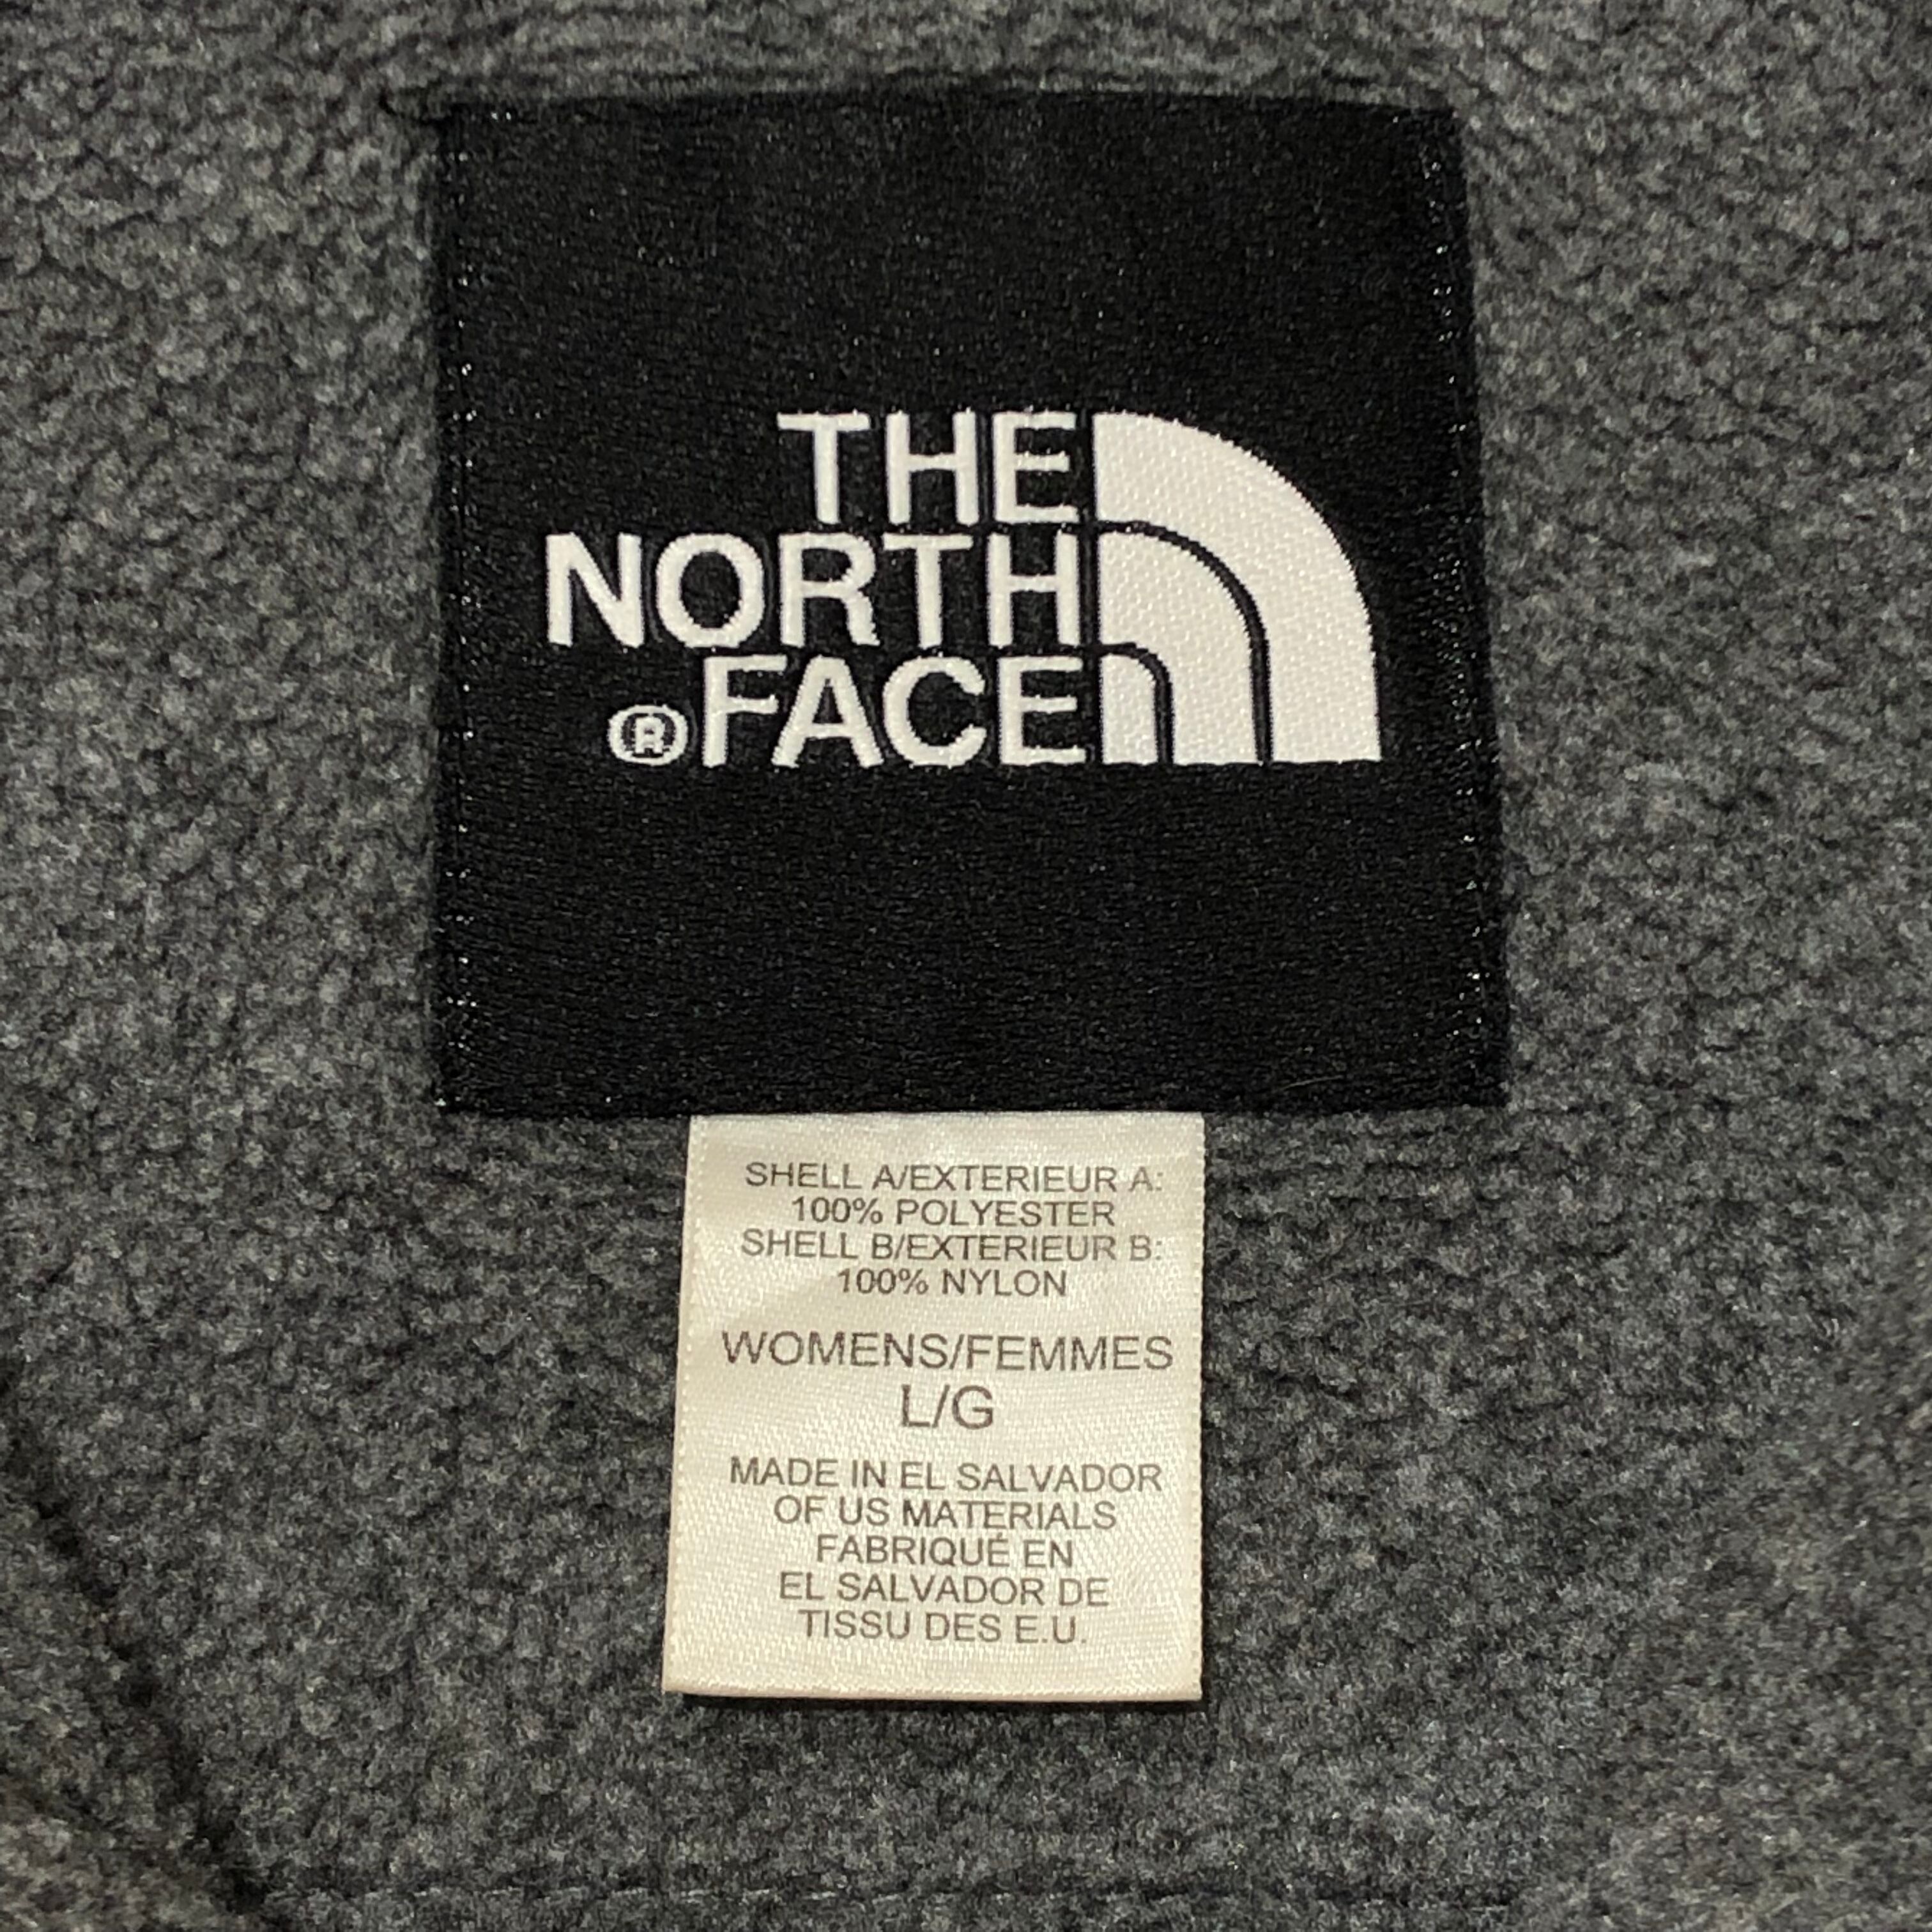 THE
NORTH
®FACE
SHELL A/EXTERIEUR A:
100% POLYESTER
SHELL B/EXTERIEUR B:
100% NYLON
WOMENS/FEMMES
L/G
MADE IN EL SALVADOR
OF US MATERIALS
FABRIQUÉ EN
EL SALVADOR DE
TISSU DES E.U.